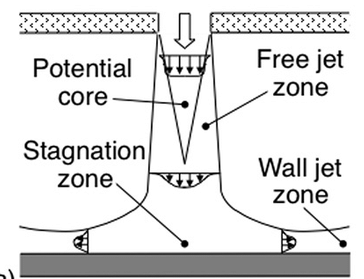 Potential
core
Free jet
zone
Stagnation
zone
Wall jet
zone